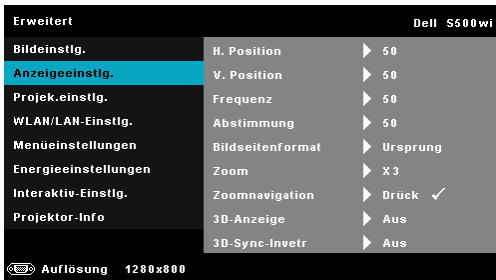 Erweitert Dell S500wi
Bildeinstlg. H. Position 50
Anzeigeeinstlg. V. Position 50
Projek.einstlg. Frequenz 50
WLAN/LAN-Einstlg. Abstimmung 50
Menüeinstellungen Bildseitenformat Ursprung
Energieeinstellungen Zoom X3
Interaktiv-Einstlg. Zoomnavigation Drück ✓
Projektor-Info 3D-Anzeige Aus
3D-Sync-Invetr Aus
Auflösung 1280x800